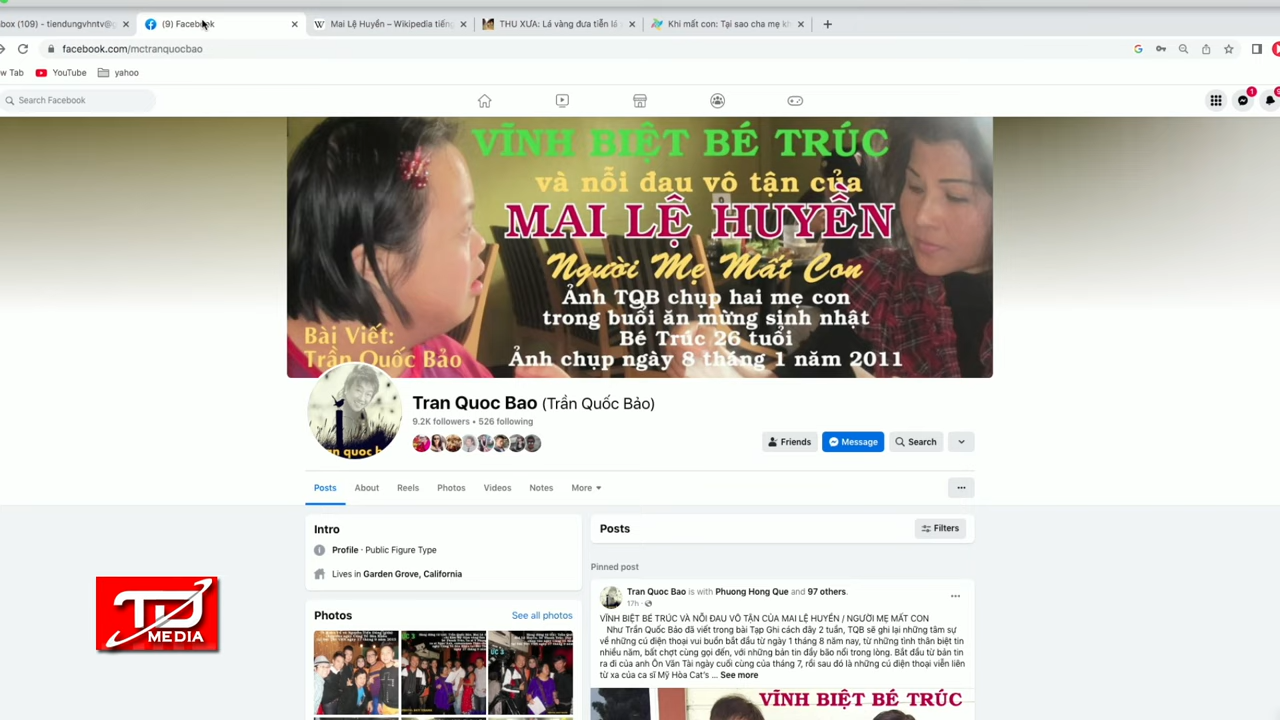 box (109) - tiendungvhntv@g
(9) Facebook
Mai Lệ Huyền – Wikipedia tiếng
THU XƯA: Lá vàng đưa tiễn lá
Khi mất con: Tại sao cha mẹ kh
facebook.com/mctranquocbao
w Tab
YouTube
yahoo
Search Facebook
1
VĨNH BIỆT BÉ TRÚC
và nỗi đau vô tận của
MAI LỆ HUYỀN
Người Mẹ Mất Con
Ảnh TQB chụp hai mẹ con
trong buổi ăn mừng sinh nhật
Bé Trúc 26 tuổi
Ảnh chụp ngày 8 tháng 1 năm 2011
Bài Viết:
Trần Quốc Bảo
Tran Quoc Bao (Trần Quốc Bảo)
9.2K followers • 526 following
Friends
Message
Search
Posts
About
Reels
Photos
Videos
Notes
More
Intro
Profile · Public Figure Type
Lives in Garden Grove, California
Photos
See all photos
Posts
Filters
Pinned post
Tran Quoc Bao is with Phuong Hong Que and 97 others.
17h
VĨNH BIỆT BÉ TRÚC VÀ NỖI ĐAU VÔ TẬN CỦA MAI LỆ HUYỀN / NGƯỜI MẸ MẤT CON
Như Trần Quốc Bảo đã viết trong bài Tạp Ghi cách đây 2 tuần, TQB sẽ ghi lại những tâm sự
về những cú điện thoại vui buồn bắt đầu từ ngày 1 tháng 8 năm nay, từ những tình thân biệt tin
nhiều năm, bất chợt cùng gọi đến, với những bản tin đầy bão nổi trong lòng. Bắt đầu từ bản tin
ra đi của anh Ôn Văn Tài ngày cuối cùng của tháng 7, rồi sau đó là những cú điện thoại viễn liên
từ xa của ca sĩ Mỹ Hòa Cat's ... See more
VĨNH BIỆT BÉ TRÚC
TD
MEDIA